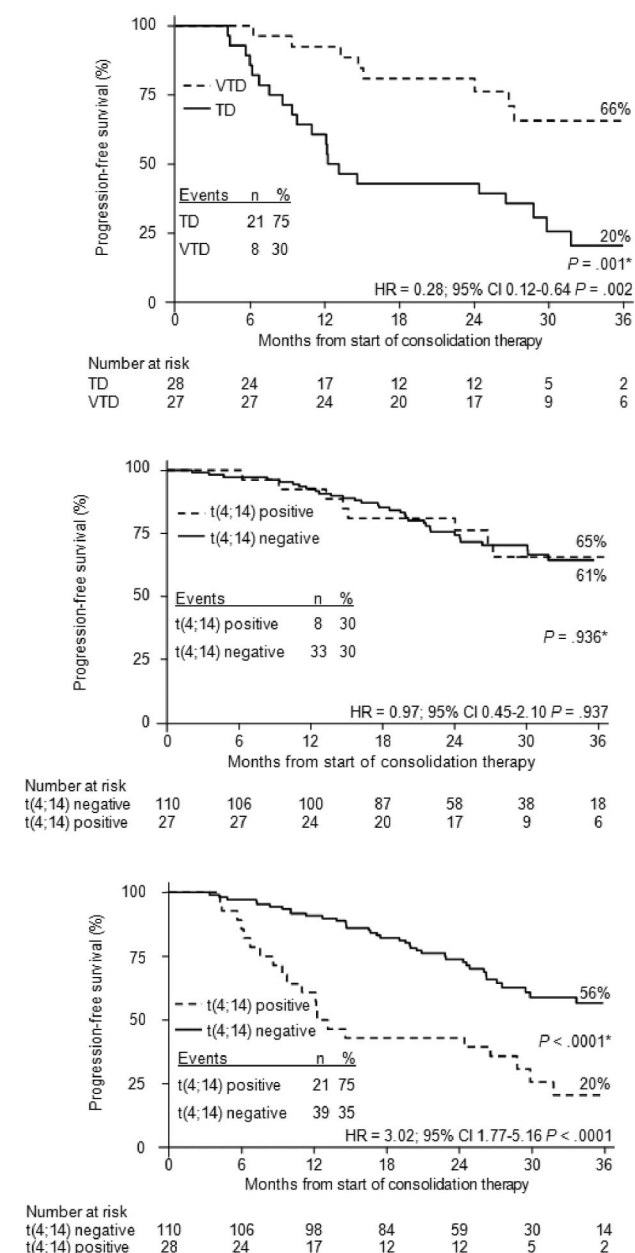 100
75
50
25
0
Progression-free survival (%)
VTD
TD
66%
Events n %
TD 21 75
VTD 8 30
20%
P = .001*
HR = 0.28; 95% CI 0.12-0.64 P = .002
0 6 12 18 24 30 36
Months from start of consolidation therapy
Number at risk
TD 28 24 17 12 12 5 2
VTD 27 27 24 20 17 9 6
100
75
50
25
0
Progression-free survival (%)
t(4;14) positive
t(4;14) negative
65%
61%
Events n %
t(4;14) positive 8 30
t(4;14) negative 33 30
P = .936*
HR = 0.97; 95% CI 0.45-2.10 P = .937
0 6 12 18 24 30 36
Months from start of consolidation therapy
Number at risk
t(4;14) negative 110 106 100 87 58 38 18
t(4;14) positive 27 27 24 20 17 9 6
100
75
50
25
0
Progression-free survival (%)
t(4;14) positive
t(4;14) negative
56%
P < .0001*
Events n %
t(4;14) positive 21 75
t(4;14) negative 39 35
20%
HR = 3.02; 95% CI 1.77-5.16 P < .0001
0 6 12 18 24 30 36
Months from start of consolidation therapy
Number at risk
t(4;14) negative 110 106 98 84 59 30 14
t(4;14) positive 28 24 17 12 12 5 2